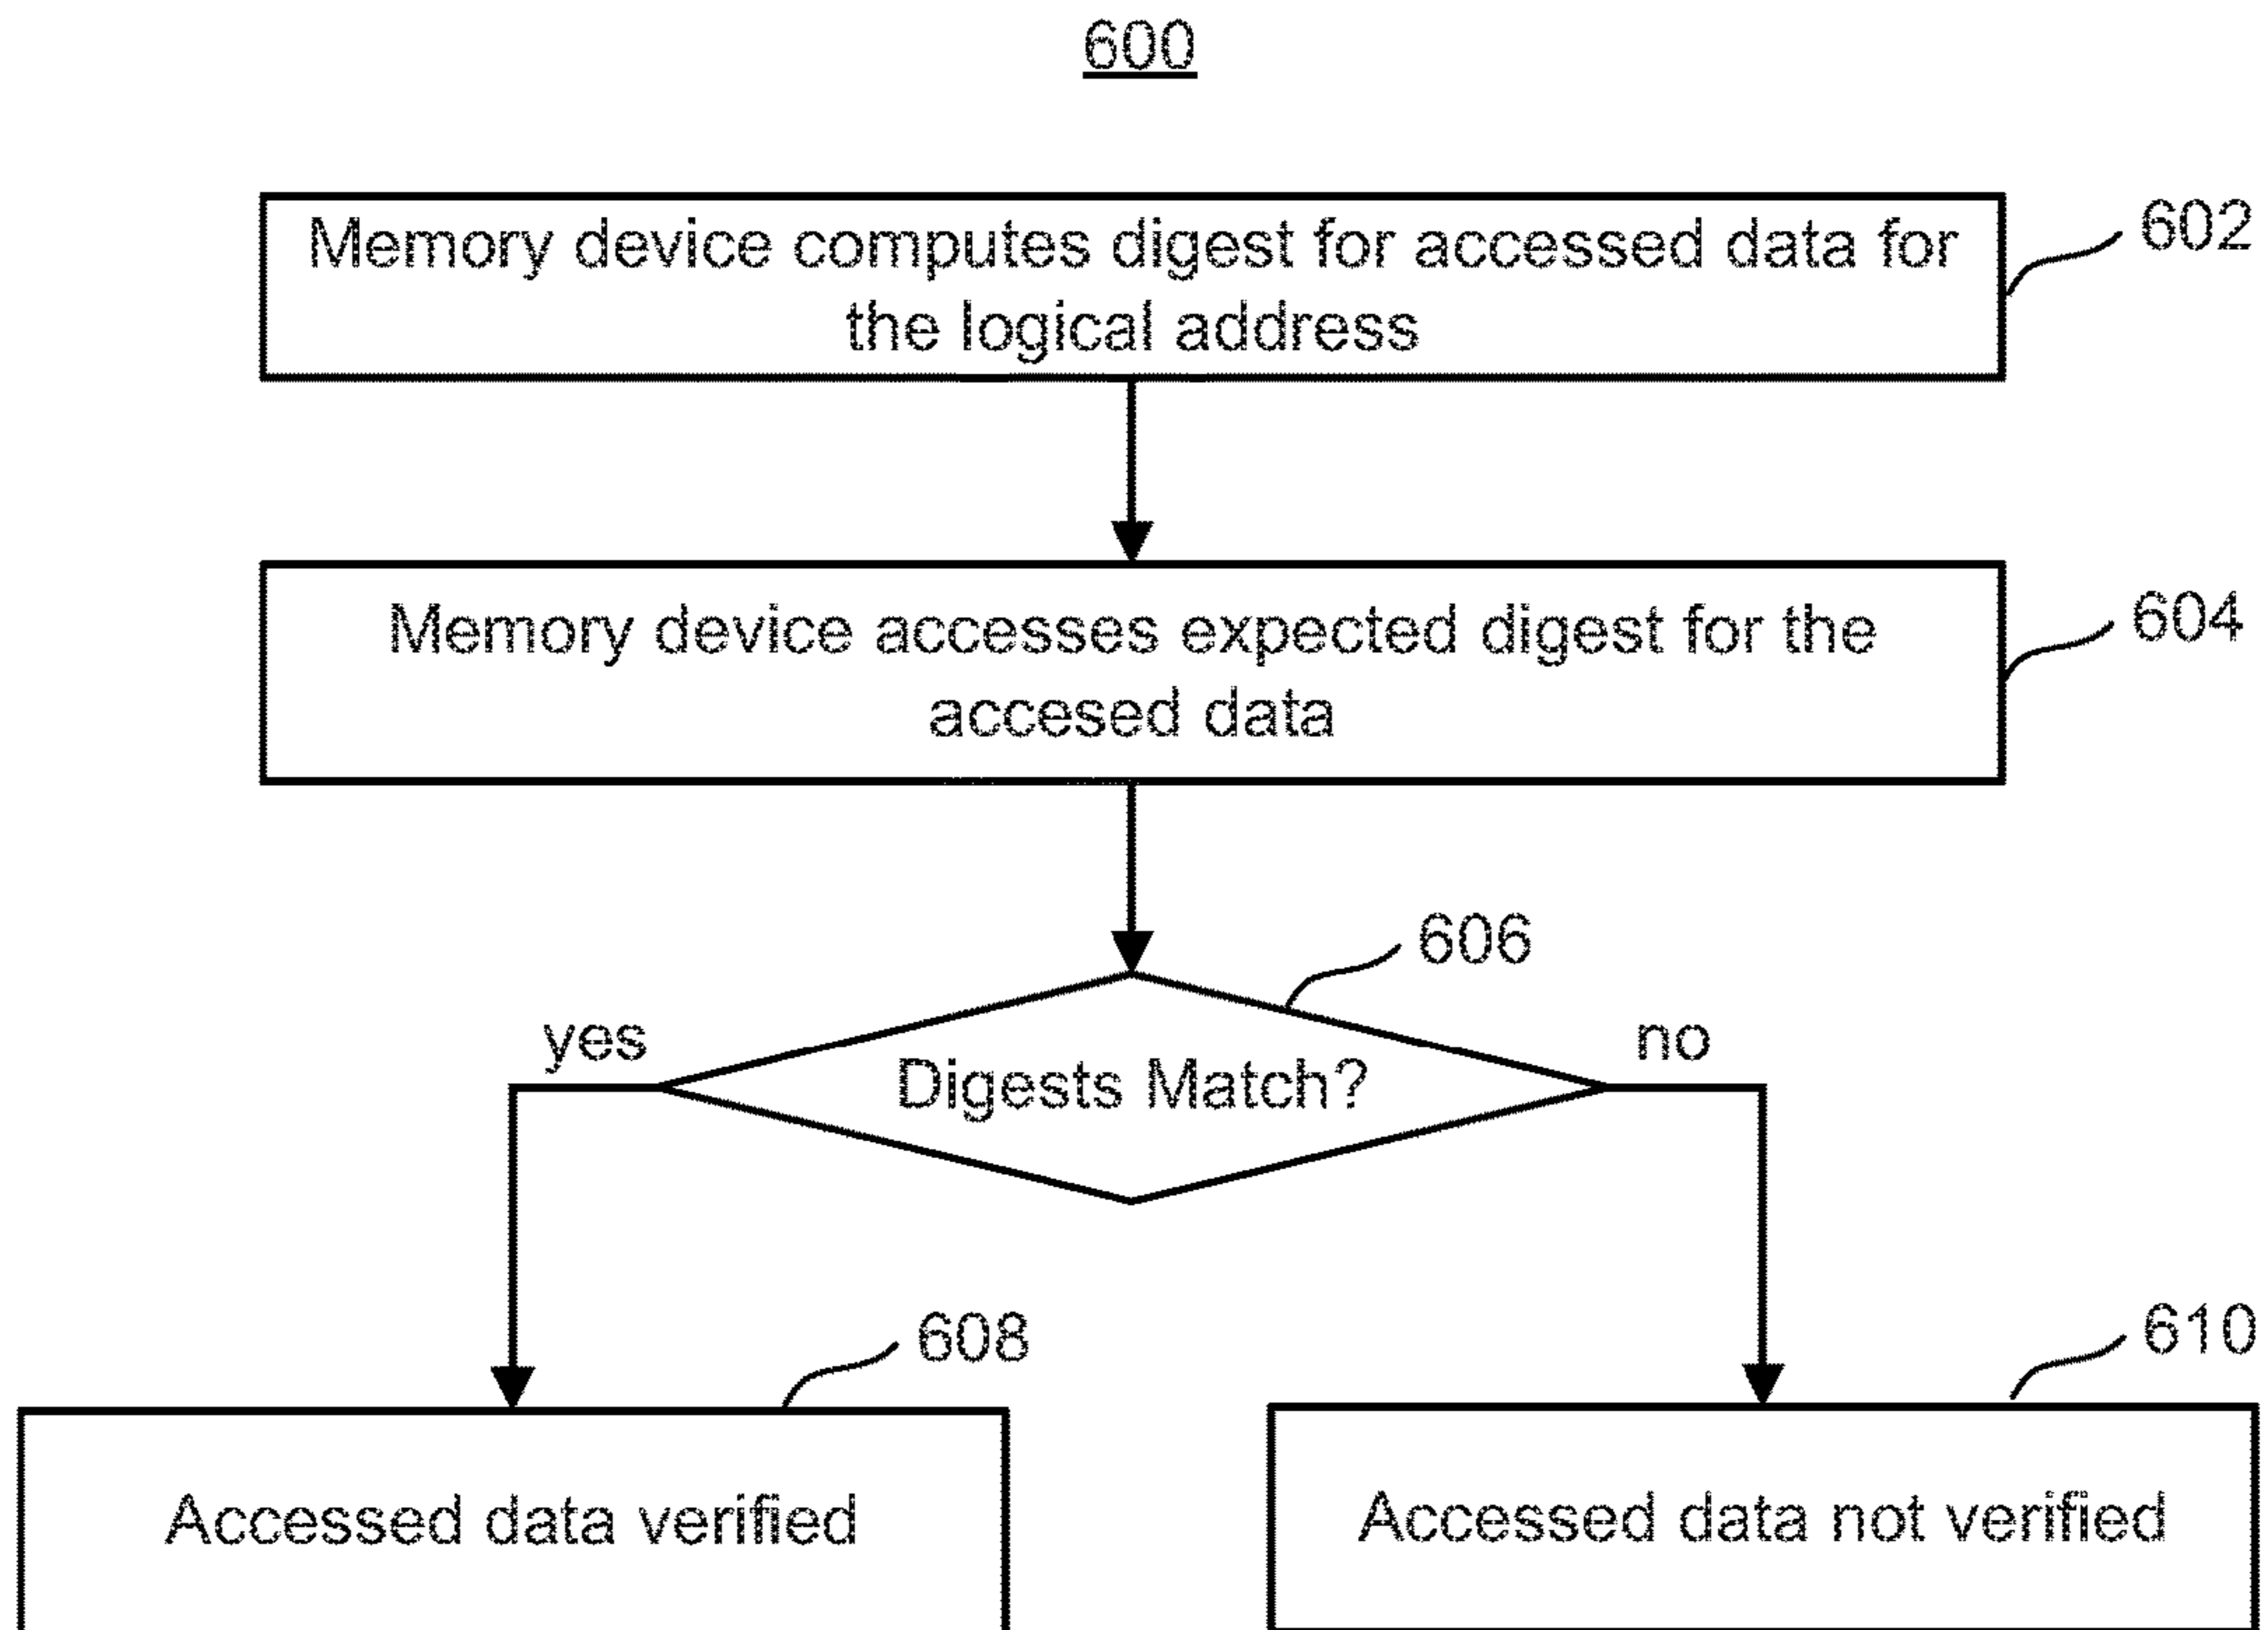 600
Memory device computes digest for accessed data for
the logical address
602
Memory device accesses expected digest for the
accesed data
604
606
yes
Digests Match?
no
608
610
Accessed data verified
Accessed data not verified